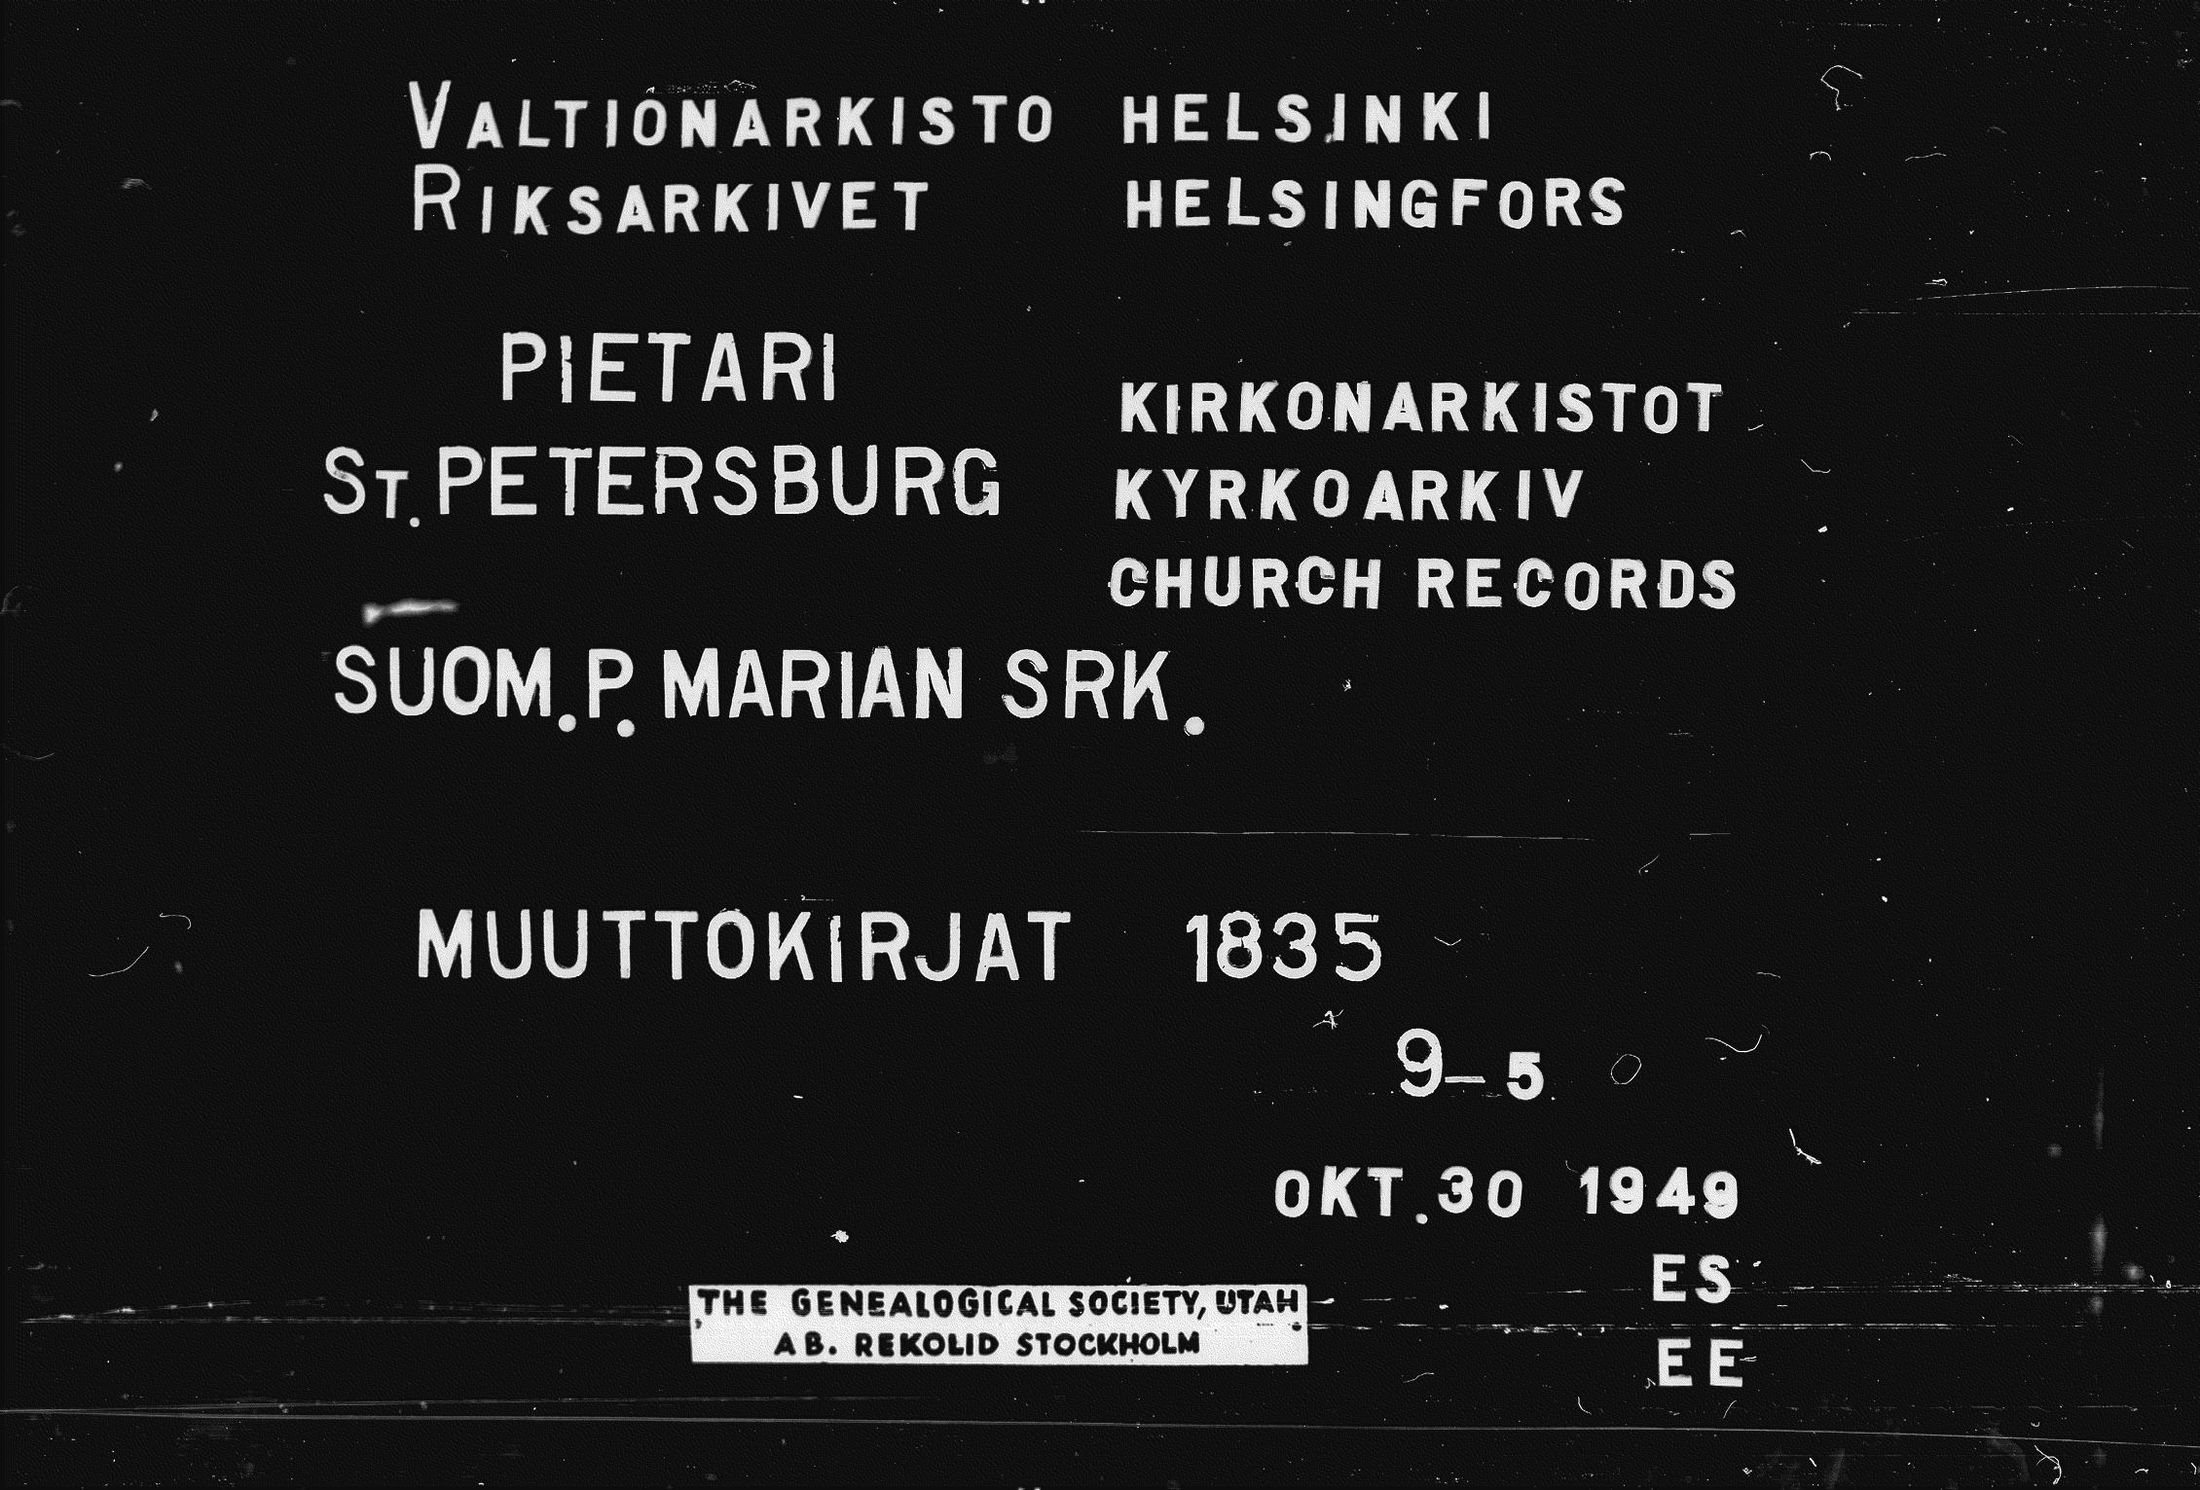 VALTIONARKISTO HELSINKI
RIKSARKIVET HELSINGFORS
PIETARI
ST. PETERSBURG
KIRKONARKISTOT
KYRKOARKIV
CHURCH RECORDS
SUOM. P. MARIAN SRK.
MUUTTOKIRJAT 1835
9-5
OKT. 30 1949
ES
EE
THE GENEALOGICAL SOCIETY, UTAH
AB. REKOLID STOCKHOLM